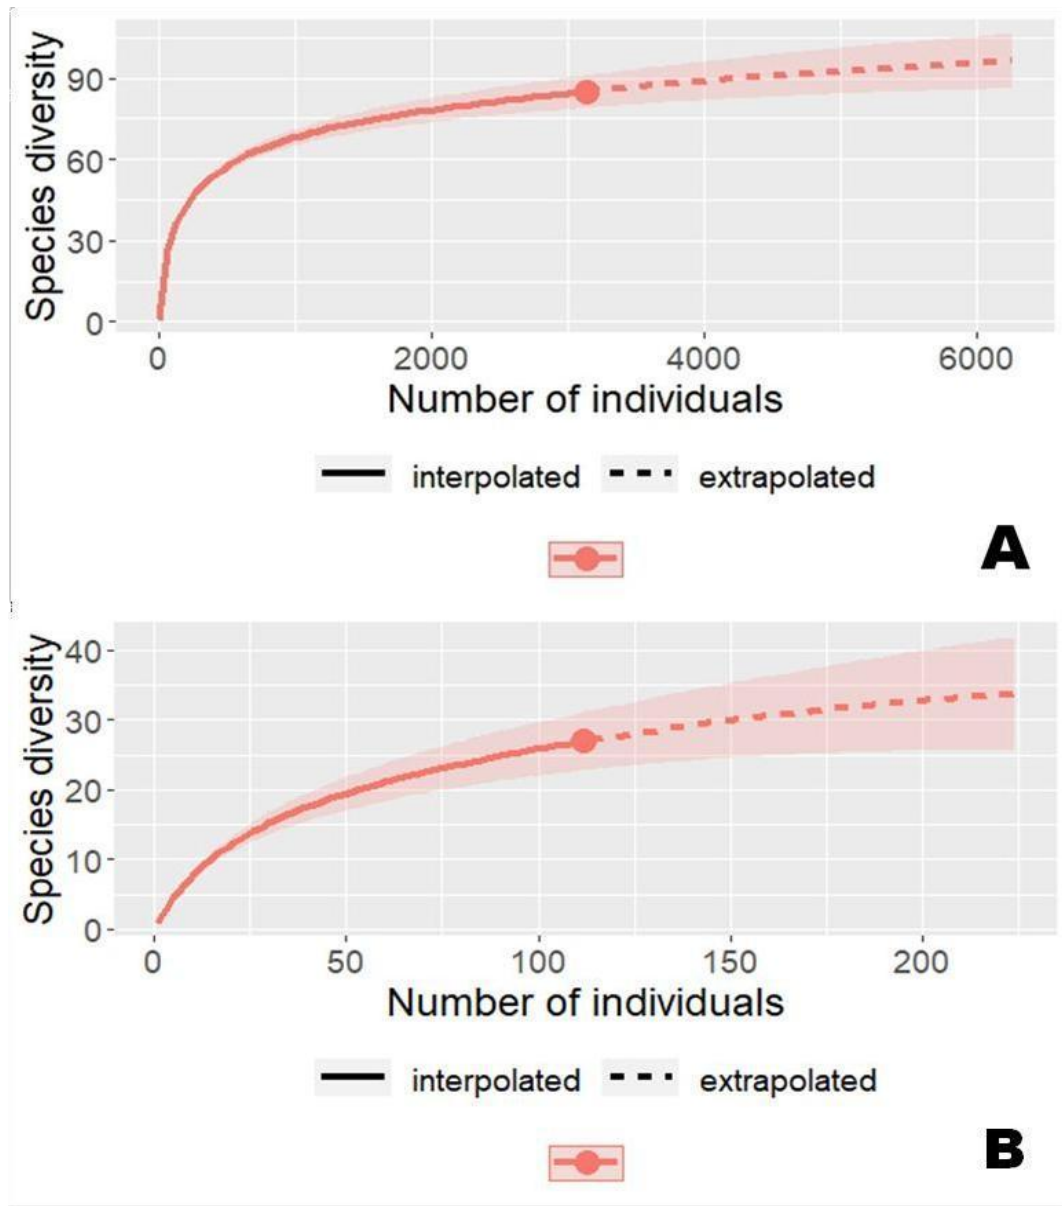 Species diversity
90
60
30
0
0 2000 4000 6000
Number of individuals
interpolated extrapolated
A
Species diversity
40
30
20
10
0
0 50 100 150 200
Number of individuals
interpolated extrapolated
B